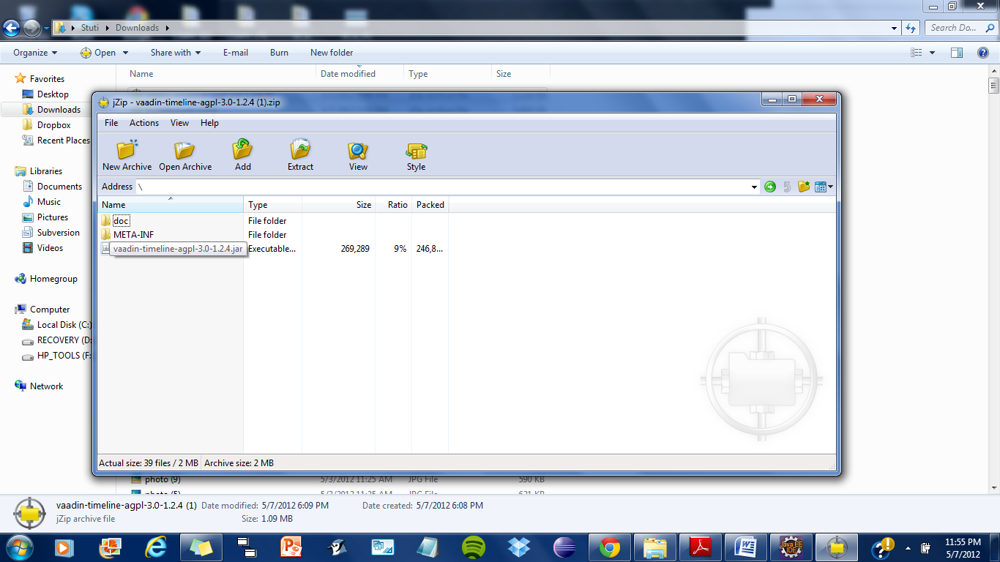 Stuti Downloads
Search Do...
Organize Open Share with E-mail Burn New folder
Name Date modified Type Size
Favorites
Desktop
Downloads
Dropbox
Recent Places
Libraries
Documents
Music
Pictures
Subversion
Videos
Homegroup
Computer
Local Disk (C:)
RECOVERY (D:
HP_TOOLS (F:
Network
jZip - vaadin-timeline-agpl-3.0-1.2.4 (1).zip
File Actions View Help
New Archive Open Archive Add Extract View Style
Address \
Name Type Size Ratio Packed
doc File folder
META-INF File folder
vaadin-timeline-agpl-3.0-1.2.4.jar Executable... 269,289 9% 246,8...
Actual size: 39 files / 2 MB Archive size: 2 MB
photo (9) 5/3/2012 11:25 AM JPG File 590 KB
photo (5) 5/3/2012 11:25 AM JPG File 621 KB
vaadin-timeline-agpl-3.0-1.2.4 (1) Date modified: 5/7/2012 6:09 PM Date created: 5/7/2012 6:08 PM
jZip archive file Size: 1.09 MB
Java EE
IDE
11:55 PM
5/7/2012